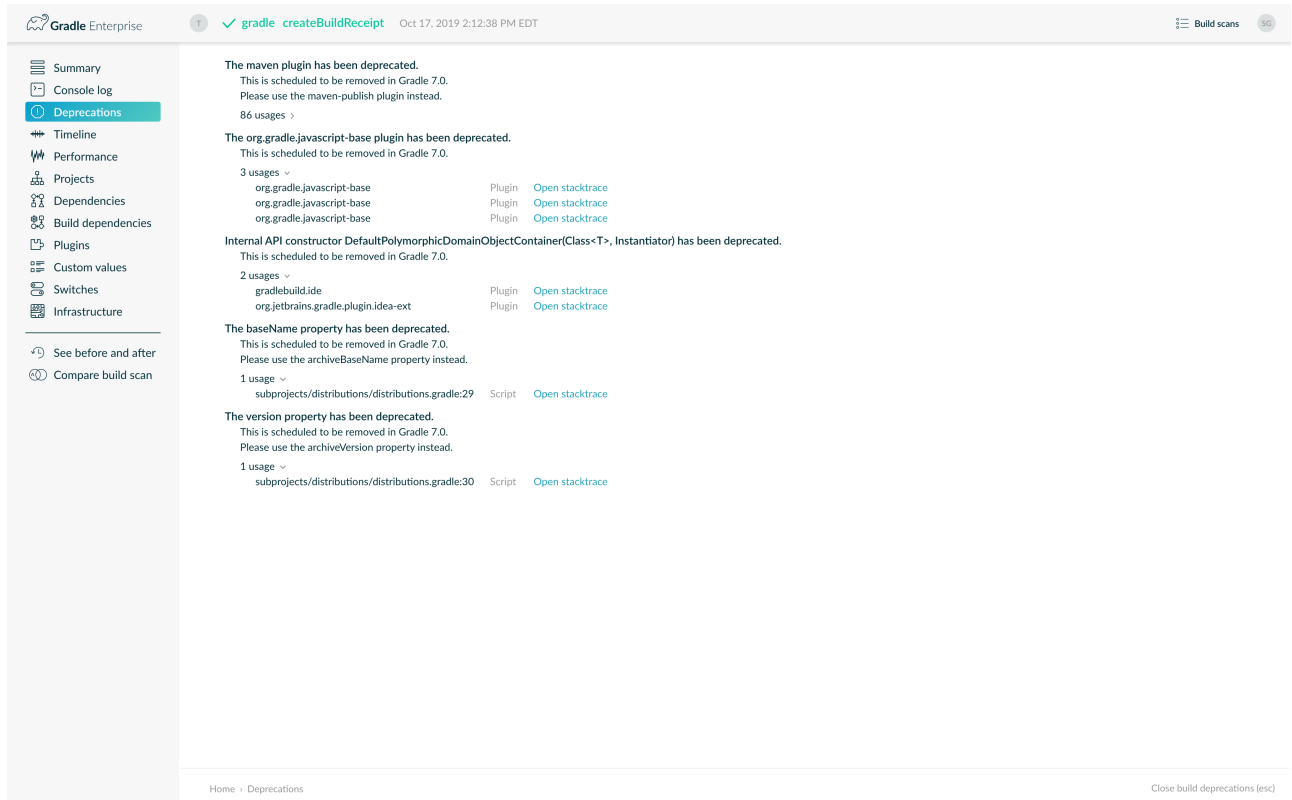 Gradle Enterprise
T
gradle createBuildReceipt Oct 17, 2019 2:12:38 PM EDT
Build scans
SG
Summary
Console log
Deprecations
Timeline
Performance
Projects
Dependencies
Build dependencies
Plugins
Custom values
Switches
Infrastructure
See before and after
Compare build scan
The maven plugin has been deprecated.
This is scheduled to be removed in Gradle 7.0.
Please use the maven-publish plugin instead.
86 usages >
The org.gradle.javascript-base plugin has been deprecated.
This is scheduled to be removed in Gradle 7.0.
3 usages
org.gradle.javascript-base Plugin Open stacktrace
org.gradle.javascript-base Plugin Open stacktrace
org.gradle.javascript-base Plugin Open stacktrace
Internal API constructor DefaultPolymorphicDomainObjectContainer(Class<T>, Instantiator) has been deprecated.
This is scheduled to be removed in Gradle 7.0.
2 usages
gradlebuild.ide Plugin Open stacktrace
org.jetbrains.gradle.plugin.idea-ext Plugin Open stacktrace
The baseName property has been deprecated.
This is scheduled to be removed in Gradle 7.0.
Please use the archiveBaseName property instead.
1 usage
subprojects/distributions/distributions.gradle:29 Script Open stacktrace
The version property has been deprecated.
This is scheduled to be removed in Gradle 7.0.
Please use the archiveVersion property instead.
1 usage
subprojects/distributions/distributions.gradle:30 Script Open stacktrace
Home › Deprecations
Close build deprecations (esc)